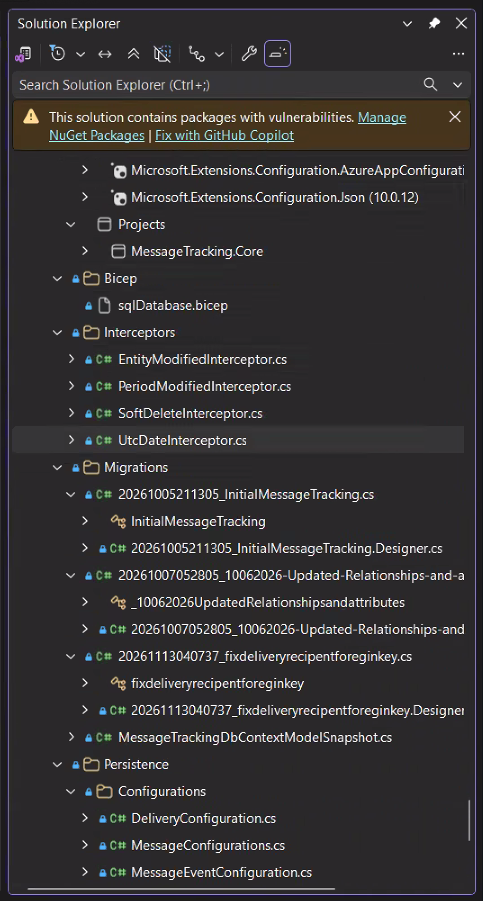 Solution Explorer
Search Solution Explorer (Ctrl+;)
This solution contains packages with vulnerabilities. Manage
NuGet Packages | Fix with GitHub Copilot
Microsoft.Extensions.Configuration.AzureAppConfigurati
Microsoft.Extensions.Configuration.Json (10.0.12)
Projects
MessageTracking.Core
Bicep
sqlDatabase.bicep
Interceptors
C# EntityModifiedInterceptor.cs
C# PeriodModifiedInterceptor.cs
C# SoftDeleteInterceptor.cs
C# UtcDateInterceptor.cs
Migrations
C# 20261005211305_InitialMessageTracking.cs
InitialMessageTracking
C# 20261005211305_InitialMessageTracking.Designer.cs
C# 20261007052805_10062026-Updated-Relationships-and-a
_10062026UpdatedRelationshipsandattributes
C# 20261007052805_10062026-Updated-Relationships-and
C# 20261113040737_fixdeliveryrecipentforeginkey.cs
fixdeliveryrecipentforeginkey
C# 20261113040737_fixdeliveryrecipentforeginkey.Designer
C# MessageTrackingDbContextModelSnapshot.cs
Persistence
Configurations
C# DeliveryConfiguration.cs
C# MessageConfigurations.cs
C# MessageEventConfiguration.cs